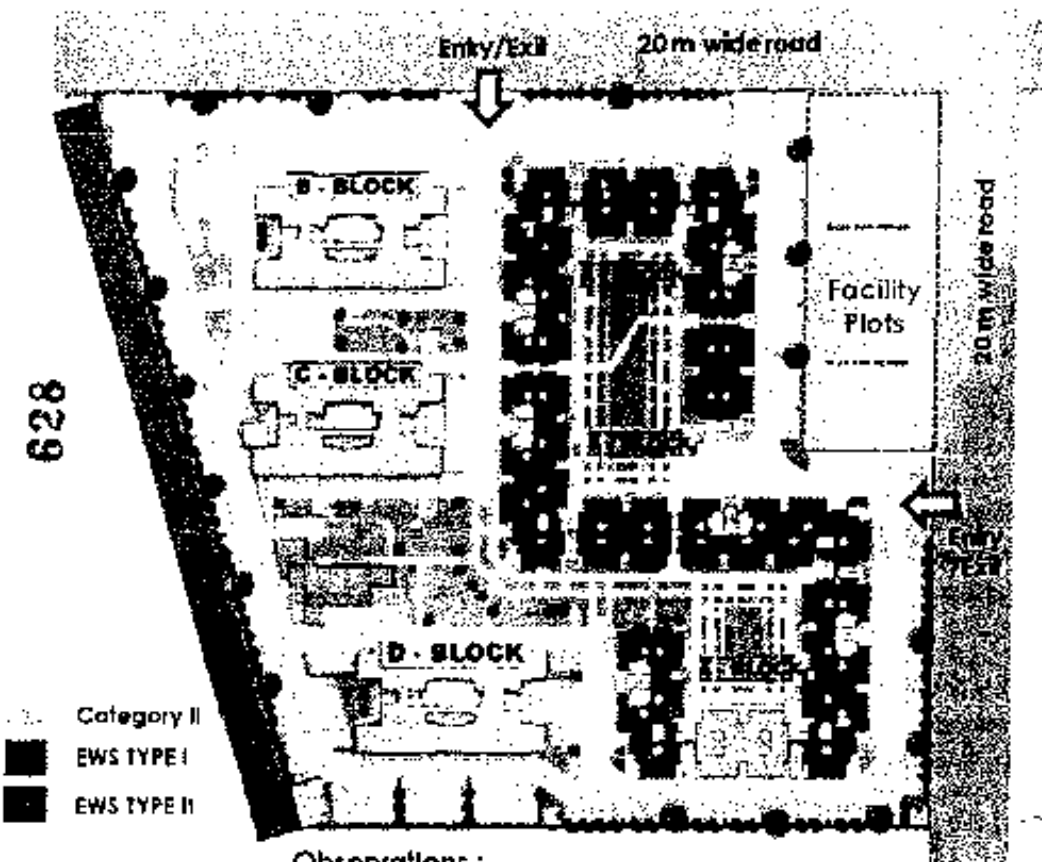 Entry/Exit
20 m wide road
B - BLOCK
20 m wide road
Facility
Plots
C - BLOCK
628
Entry
/Exit
D - BLOCK
Category II
EWS TYPE I
EWS TYPE II
Observations :